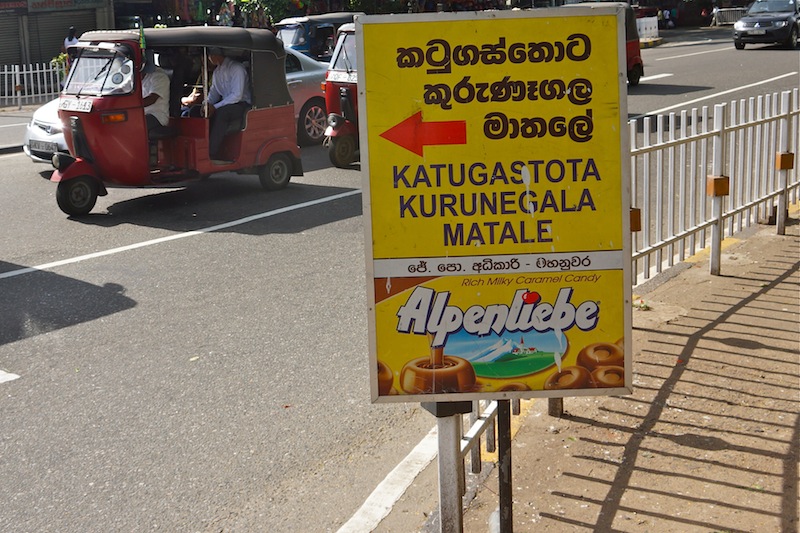 කටුගස්තොට
කුරුණෑගල
මාතලේ
KATUGASTOTA
KURUNEGALA
MATALE
ජේ. පො. අධිකාරි - මහනුවර
Rich Milky Caramel Candy
Alpenliebe